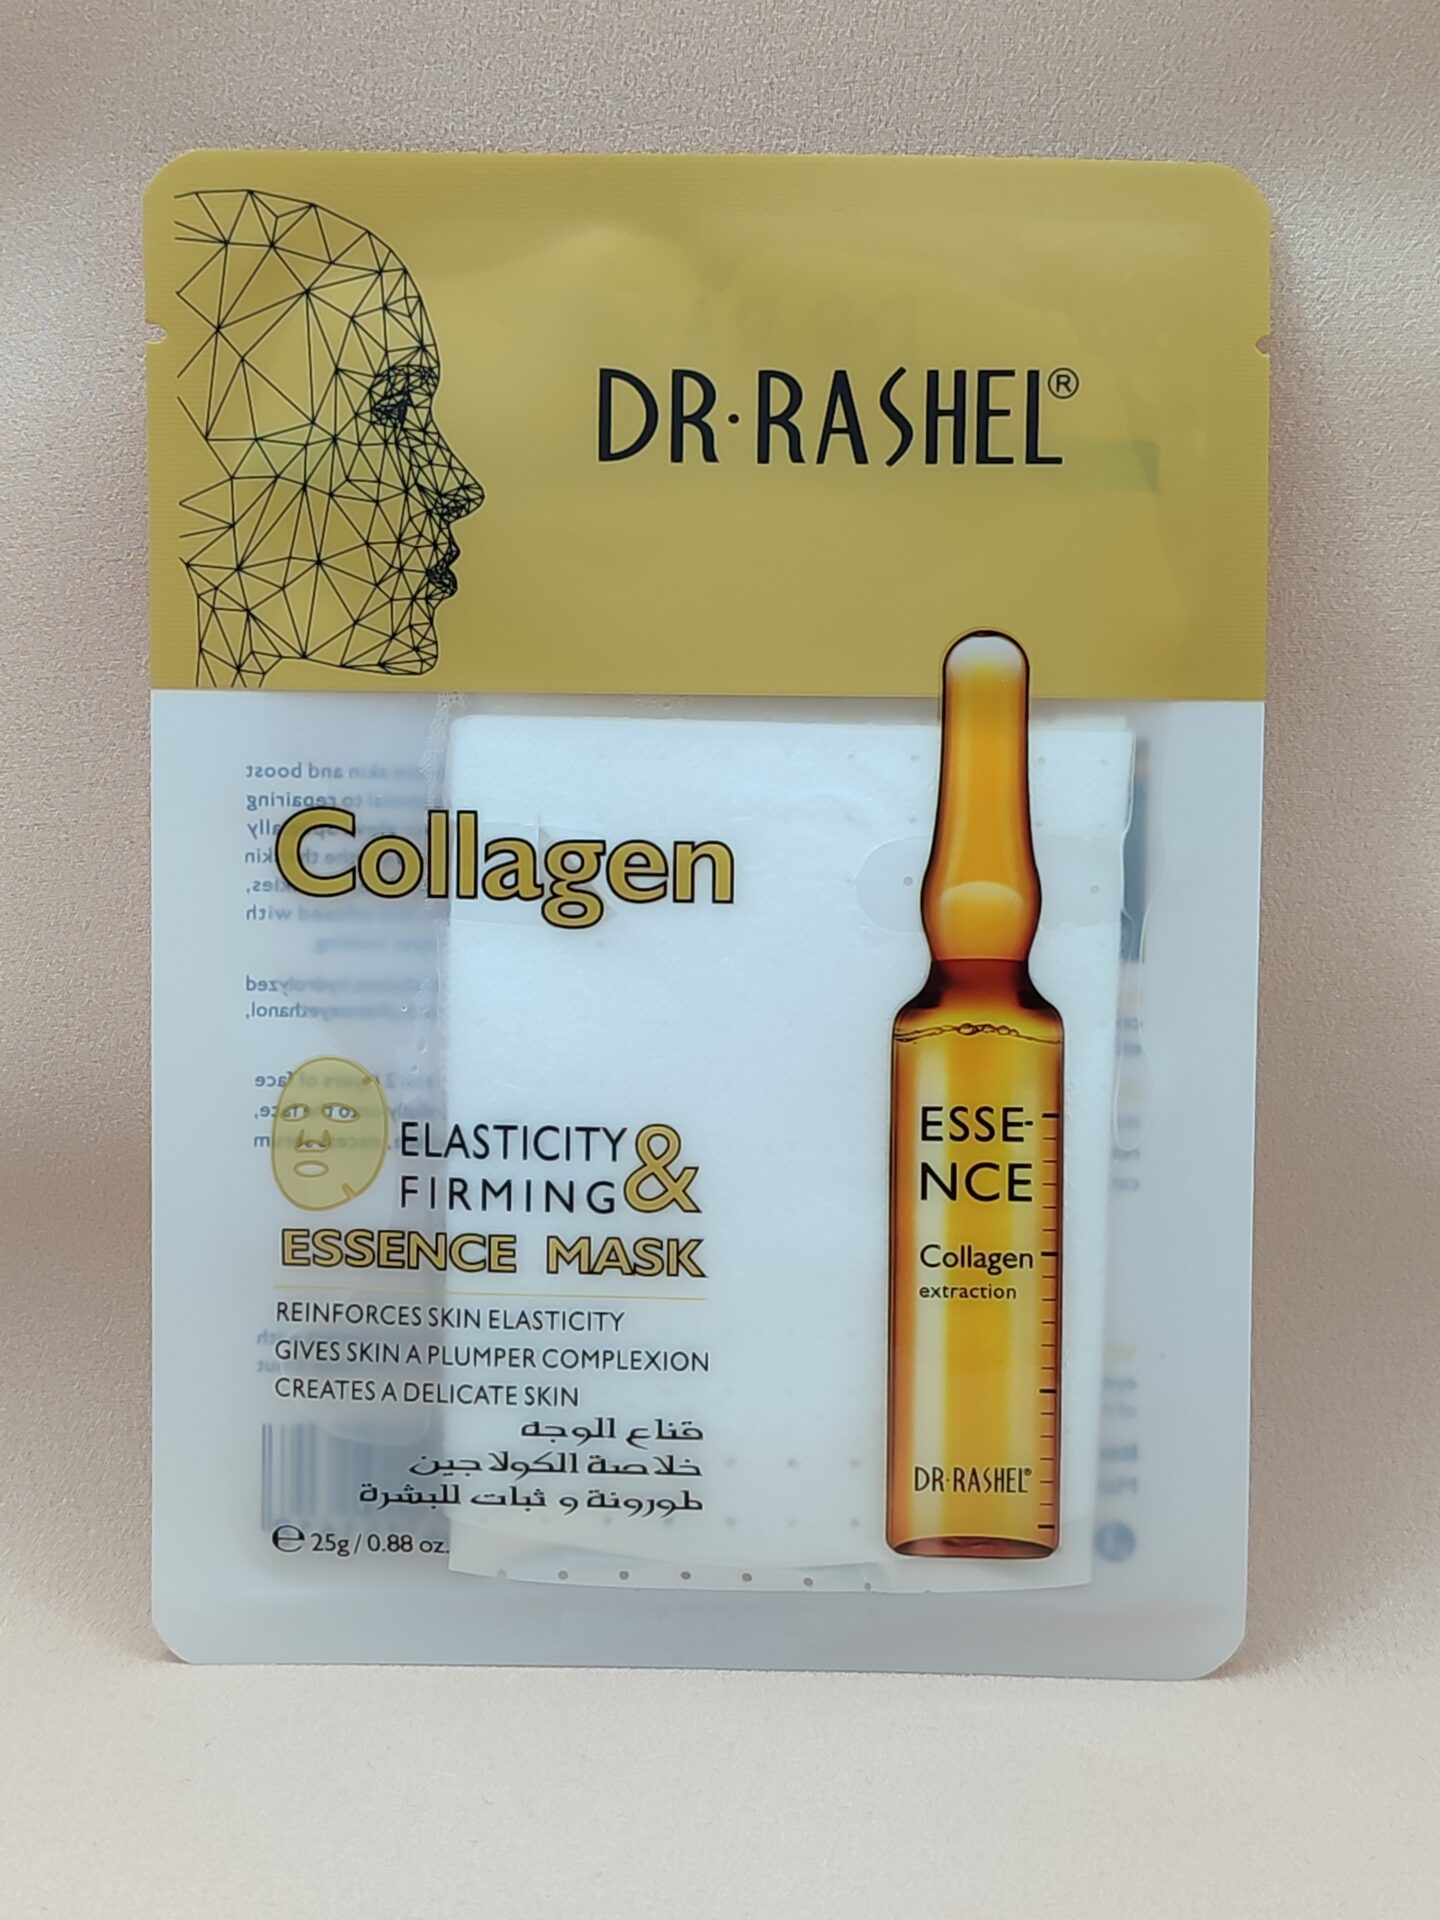 DR·RASHEL®
Collagen
ELASTICITY &
FIRMING
ESSENCE MASK
REINFORCES SKIN ELASTICITY
GIVES SKIN A PLUMPER COMPLEXION
CREATES A DELICATE SKIN
قناع الوجه
خلاصة الكولاجين
طورونة و ثبات للبشرة
℮ 25g / 0.88 oz.
ESSE-
NCE
Collagen
extraction
DR·RASHEL®